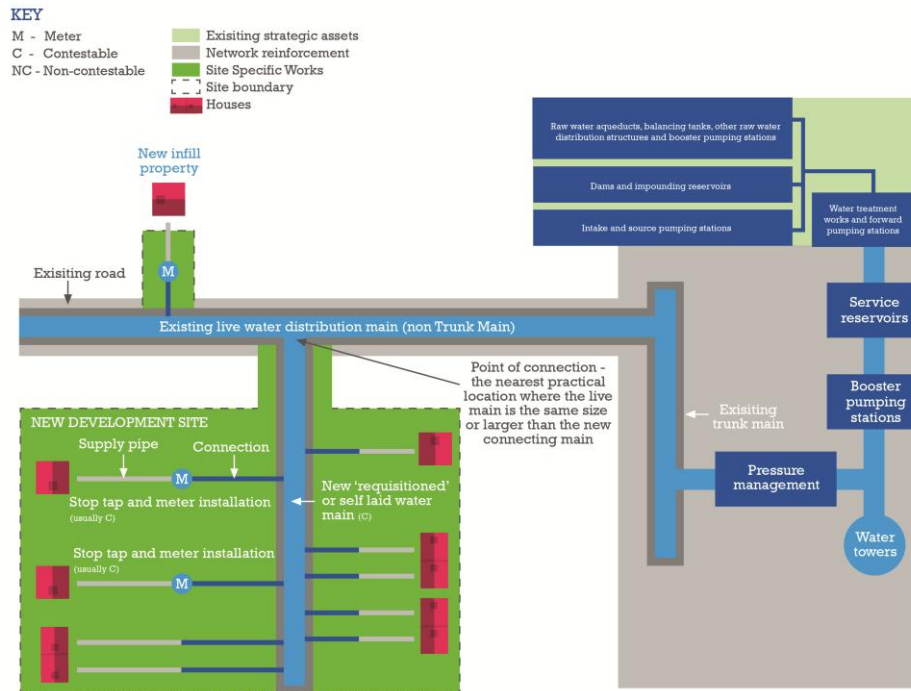 KEY
M - Meter
C - Contestable
NC - Non-contestable
Exisiting strategic assets
Network reinforcement
Site Specific Works
Site boundary
Houses
New infill
property
M
Exisiting road
Raw water aqueducts, balancing tanks, other raw water
distribution structures and booster pumping stations
Dams and impounding reservoirs
Intake and source pumping stations
Water treatment
works and forward
pumping stations
Existing live water distribution main (non Trunk Main)
Service
reservoirs
Point of connection -
the nearest practical
location where the live
main is the same size
or larger than the new
connecting main
Booster
pumping
stations
Exisiting
trunk main
Pressure
management
Water
towers
NEW DEVELOPMENT SITE
Supply pipe
Connection
M
Stop tap and meter installation
(usually C)
New ‘requisitioned’
or self laid water
main (C)
Stop tap and meter installation
(usually C)
M